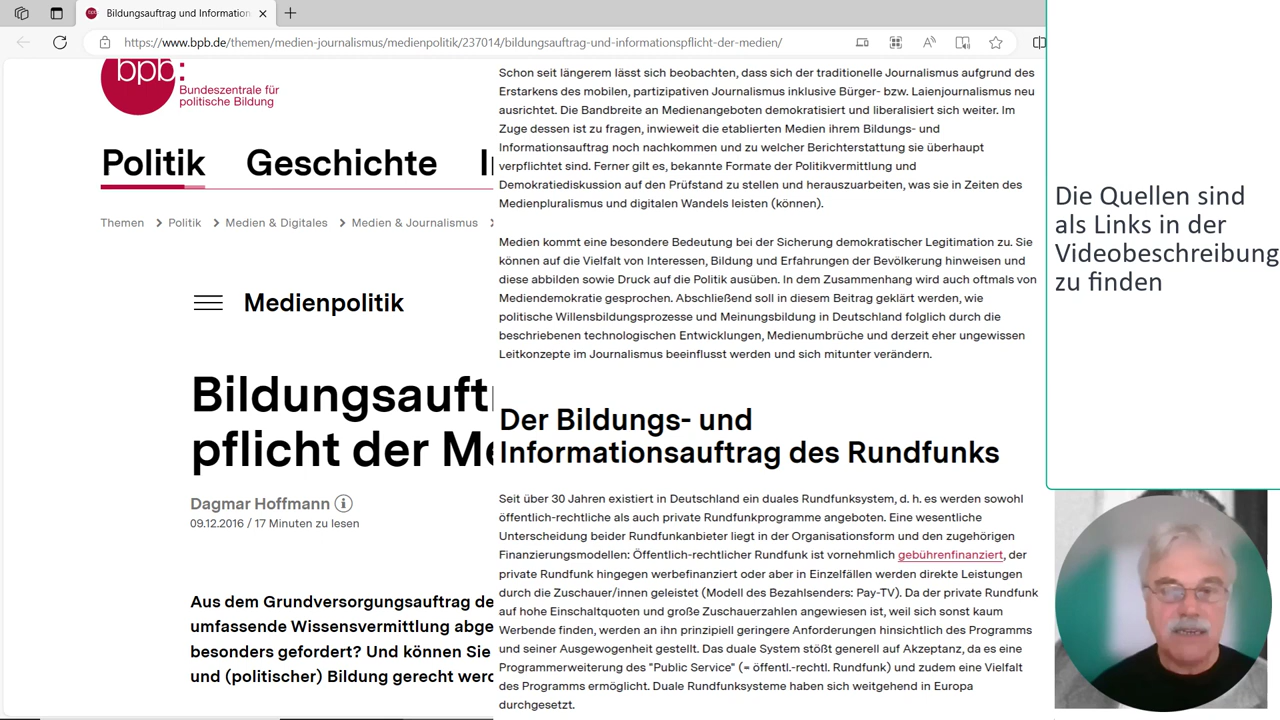 Bildungsauftrag und Information
https://www.bpb.de/themen/medien-journalismus/medienpolitik/237014/bildungsauftrag-und-informationspflicht-der-medien/
bpb:
Bundeszentrale für
politische Bildung
Politik Geschichte
Themen Politik Medien & Digitales Medien & Journalismus
Medienpolitik
Bildungsauft
pflicht der Me
Dagmar Hoffmann
09.12.2016 / 17 Minuten zu lesen
Aus dem Grundversorgungsauftrag de
umfassende Wissensvermittlung abge
besonders gefordert? Und können Sie
und (politischer) Bildung gerecht werd
Schon seit längerem lässt sich beobachten, dass sich der traditionelle Journalismus aufgrund des
Erstarkens des mobilen, partizipativen Journalismus inklusive Bürger- bzw. Laienjournalismus neu
ausrichtet. Die Bandbreite an Medienangeboten demokratisiert und liberalisiert sich weiter. Im
Zuge dessen ist zu fragen, inwieweit die etablierten Medien ihrem Bildungs- und
Informationsauftrag noch nachkommen und zu welcher Berichterstattung sie überhaupt
verpflichtet sind. Ferner gilt es, bekannte Formate der Politikvermittlung und
Demokratiediskussion auf den Prüfstand zu stellen und herauszuarbeiten, was sie in Zeiten des
Medienpluralismus und digitalen Wandels leisten (können).
Medien kommt eine besondere Bedeutung bei der Sicherung demokratischer Legitimation zu. Sie
können auf die Vielfalt von Interessen, Bildung und Erfahrungen der Bevölkerung hinweisen und
diese abbilden sowie Druck auf die Politik ausüben. In dem Zusammenhang wird auch oftmals von
Mediendemokratie gesprochen. Abschließend soll in diesem Beitrag geklärt werden, wie
politische Willensbildungsprozesse und Meinungsbildung in Deutschland folglich durch die
beschriebenen technologischen Entwicklungen, Medienumbrüche und derzeit eher ungewissen
Leitkonzepte im Journalismus beeinflusst werden und sich mitunter verändern.
Der Bildungs- und
Informationsauftrag des Rundfunks
Seit über 30 Jahren existiert in Deutschland ein duales Rundfunksystem, d. h. es werden sowohl
öffentlich-rechtliche als auch private Rundfunkprogramme angeboten. Eine wesentliche
Unterscheidung beider Rundfunkanbieter liegt in der Organisationsform und den zugehörigen
Finanzierungsmodellen: Öffentlich-rechtlicher Rundfunk ist vornehmlich gebührenfinanziert, der
private Rundfunk hingegen werbefinanziert oder aber in Einzelfällen werden direkte Leistungen
durch die Zuschauer/innen geleistet (Modell des Bezahlsenders: Pay-TV). Da der private Rundfunk
auf hohe Einschaltquoten und große Zuschauerzahlen angewiesen ist, weil sich sonst kaum
Werbende finden, werden an ihn prinzipiell geringere Anforderungen hinsichtlich des Programms
und seiner Ausgewogenheit gestellt. Das duale System stößt generell auf Akzeptanz, da es eine
Programmerweiterung des "Public Service" (= öffentl.-rechtl. Rundfunk) und zudem eine Vielfalt
des Programms ermöglicht. Duale Rundfunksysteme haben sich weitgehend in Europa
durchgesetzt.
Die Quellen sind
als Links in der
Videobeschreibung
zu finden